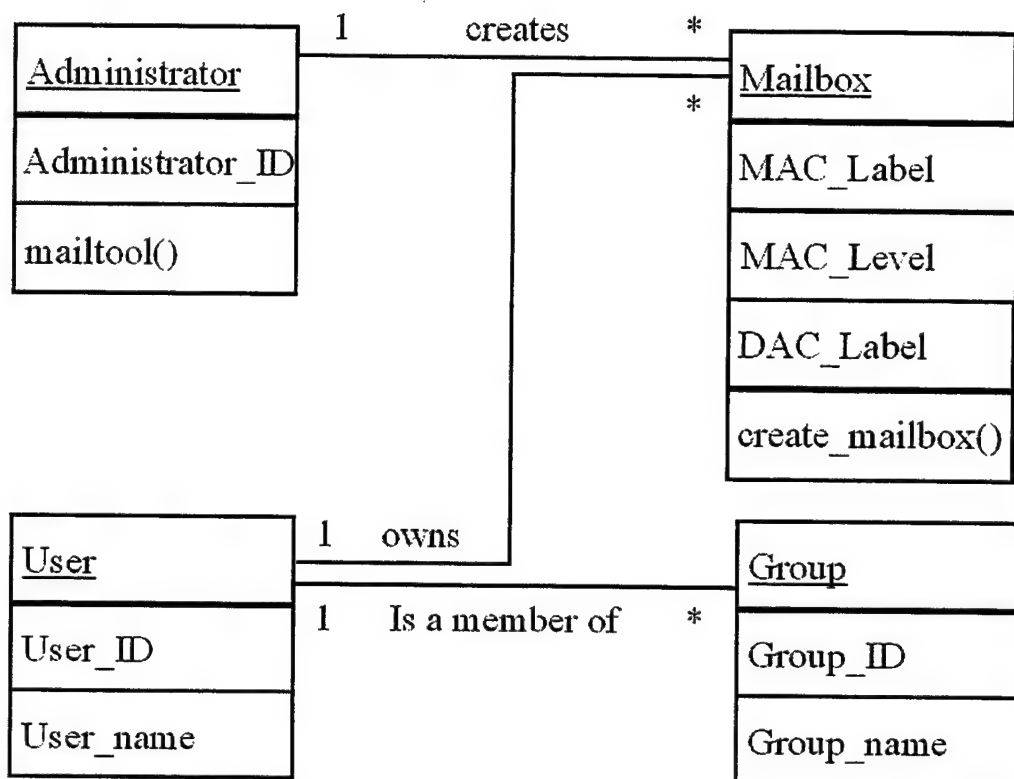 1 creates *
Administrator
Administrator_ID
mailtool()
Mailbox
*
MAC_Label
MAC_Level
DAC_Label
create_mailbox()
1 owns
User
User_ID
User_name
1 Is a member of *
Group
Group_ID
Group_name